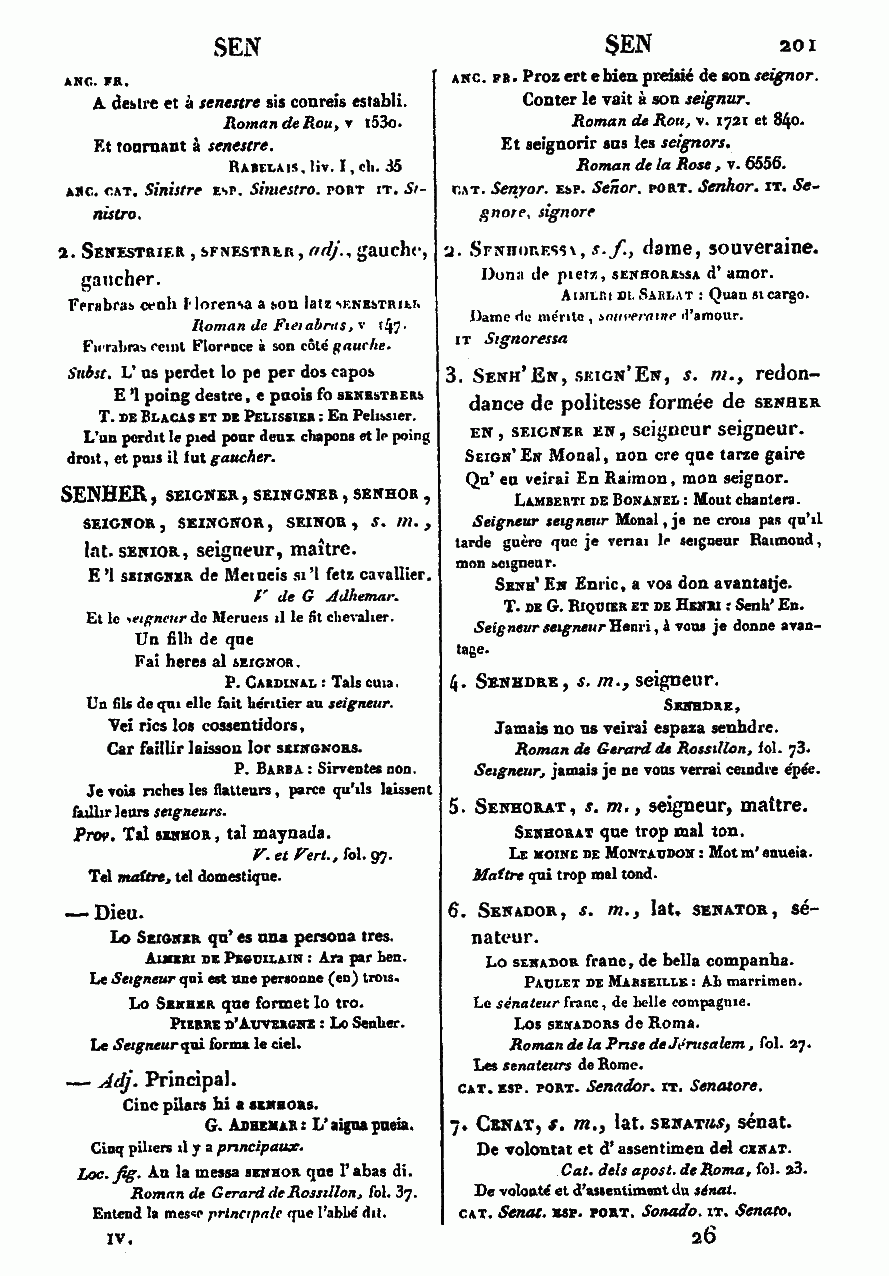 SEN
SEN 201
ANC. FR.
A destre et à senestre sis conreis establi.
Roman de Rou, v 1530.
Et tournant à senestre.
RABELAIS, liv. I, ch. 35
ANC. CAT. Sinistre ESP. Siniestro. PORT IT. Si-
nistro.
2. SENESTRIER, SENESTRER, adj., gauche,
gaucher.
Ferabras cenh Florensa a son latz SENESTRIER
Roman de Fierabras, v 147.
Fierabras ceint Florence à son côté gauche.
Subst. L' us perdet lo pe per dos capos
E 'l poing destre, e puois fo SENESTRERS
T. DE BLACAS ET DE PELISSIER : En Pelissier.
L'un perdit le pied pour deux chapons et le poing
droit, et puis il fut gaucher.
SENHER, SEIGNER, SEINGNER, SENHOR,
SEIGNOR, SEINGNOR, SEINOR, s. m.,
lat. SENIOR, seigneur, maître.
E 'l SEINGNER de Merueis si 'l fetz cavallier.
V de G Adhemar.
Et le seigneur de Merueis il le fit chevalier.
Un filh de que
Fai heres al SEIGNOR.
P. CARDINAL : Tals cuia.
Un fils de qui elle fait héritier au seigneur.
Vei rics los cossentidors,
Car faillir laisson lor SEINGNORS.
P. BARBA : Sirventes non.
Je vois riches les flatteurs, parce qu'ils laissent
faillir leurs seigneurs.
Prov. Tal SENHOR, tal maynada.
V. et Vert., fol. 97.
Tel maître, tel domestique.
— Dieu.
Lo SEIGNER qu' es una persona tres.
AIMERI DE PEGUILAIN : Ara par ben.
Le Seigneur qui est une personne (en) trois.
Lo SENHER que formet lo tro.
PIERRE D'AUVERGNE : Lo Senher.
Le Seigneur qui forma le ciel.
— Adj. Principal.
Cinc pilars hi a SENHORS.
G. ADHEMAR : L' aigua pueia.
Cinq piliers il y a principaux.
Loc. fig. Au la messa SENHOR que l' abas di.
Roman de Gerard de Rossillon, fol. 37.
Entend la messe principale que l'abbé dit.
IV.
ANC. FR. Proz ert e bien preisié de son seignor.
Conter le vait à son seignur.
Roman de Rou, v. 1721 et 840.
Et seignorir sus les seignors.
Roman de la Rose, v. 6556.
CAT. Senyor. ESP. Señor. PORT. Senhor. IT. Se-
gnore, signore
2. SENHORESSA, s. f., dame, souveraine.
Dona de pietz, SENHORESSA d' amor.
AIMERI DE SARLAT : Quan si cargo.
Dame de mérite, souveraine d'amour.
IT Signoressa
3. SENH' EN, SEIGN' EN, s. m., redon-
dance de politesse formée de SENHER
EN, SEIGNER EN, seigneur seigneur.
SEIGN' EN Monal, non cre que tarze gaire
Qu' eu veirai En Raimon, mon seignor.
LAMBERTI DE BONANEL : Mout chantera.
Seigneur seigneur Monal, je ne crois pas qu'il
tarde guère que je verrai le seigneur Raimond,
mon seigneur.
SENH' EN Enric, a vos don avantatje.
T. DE G. RIQUIER ET DE HENRI : Senh' En.
Seigneur seigneur Henri, à vous je donne avan-
tage.
4. SENHDRE, s. m., seigneur.
SENHDRE,
Jamais no us veirai espaza senhdre.
Roman de Gerard de Rossillon, fol. 73.
Seigneur, jamais je ne vous verrai ceindre épée.
5. SENHORAT, s. m., seigneur, maître.
SENHORAT que trop mal ton.
LE MOINE DE MONTAUDON : Mot m' enueia.
Maître qui trop mal tond.
6. SENADOR, s. m., lat. SENATOR, sé-
nateur.
Lo SENADOR franc, de bella companha.
PAULET DE MARSEILLE : Ab marrimen.
Le sénateur franc, de belle compagnie.
Los SENADORS de Roma.
Roman de la Prise de Jérusalem, fol. 27.
Les senateurs de Rome.
CAT. ESP. PORT. Senador. IT. Senatore.
7. CENAT, s. m., lat. SENATus, sénat.
De volontat et d' assentimen del CENAT.
Cat. dels apost. de Roma, fol. 23.
De volonté et d'assentiment du sénat.
CAT. Senat. ESP. PORT. Senado. IT. Senato.
26